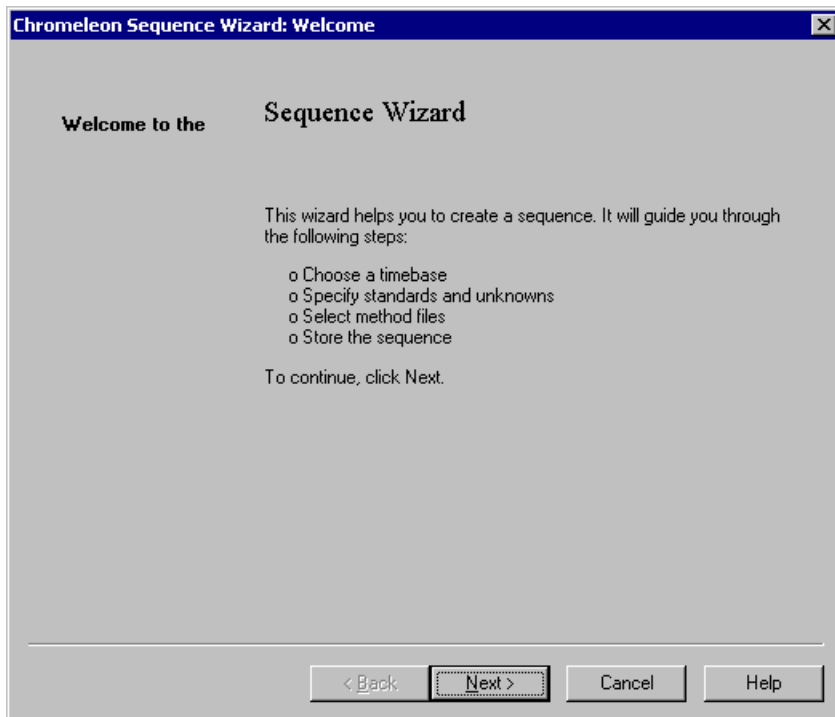 Chromeleon Sequence Wizard: Welcome
Welcome to the
Sequence Wizard
This wizard helps you to create a sequence. It will guide you through
the following steps:
o Choose a timebase
o Specify standards and unknowns
o Select method files
o Store the sequence
To continue, click Next.
< Back
Next >
Cancel
Help